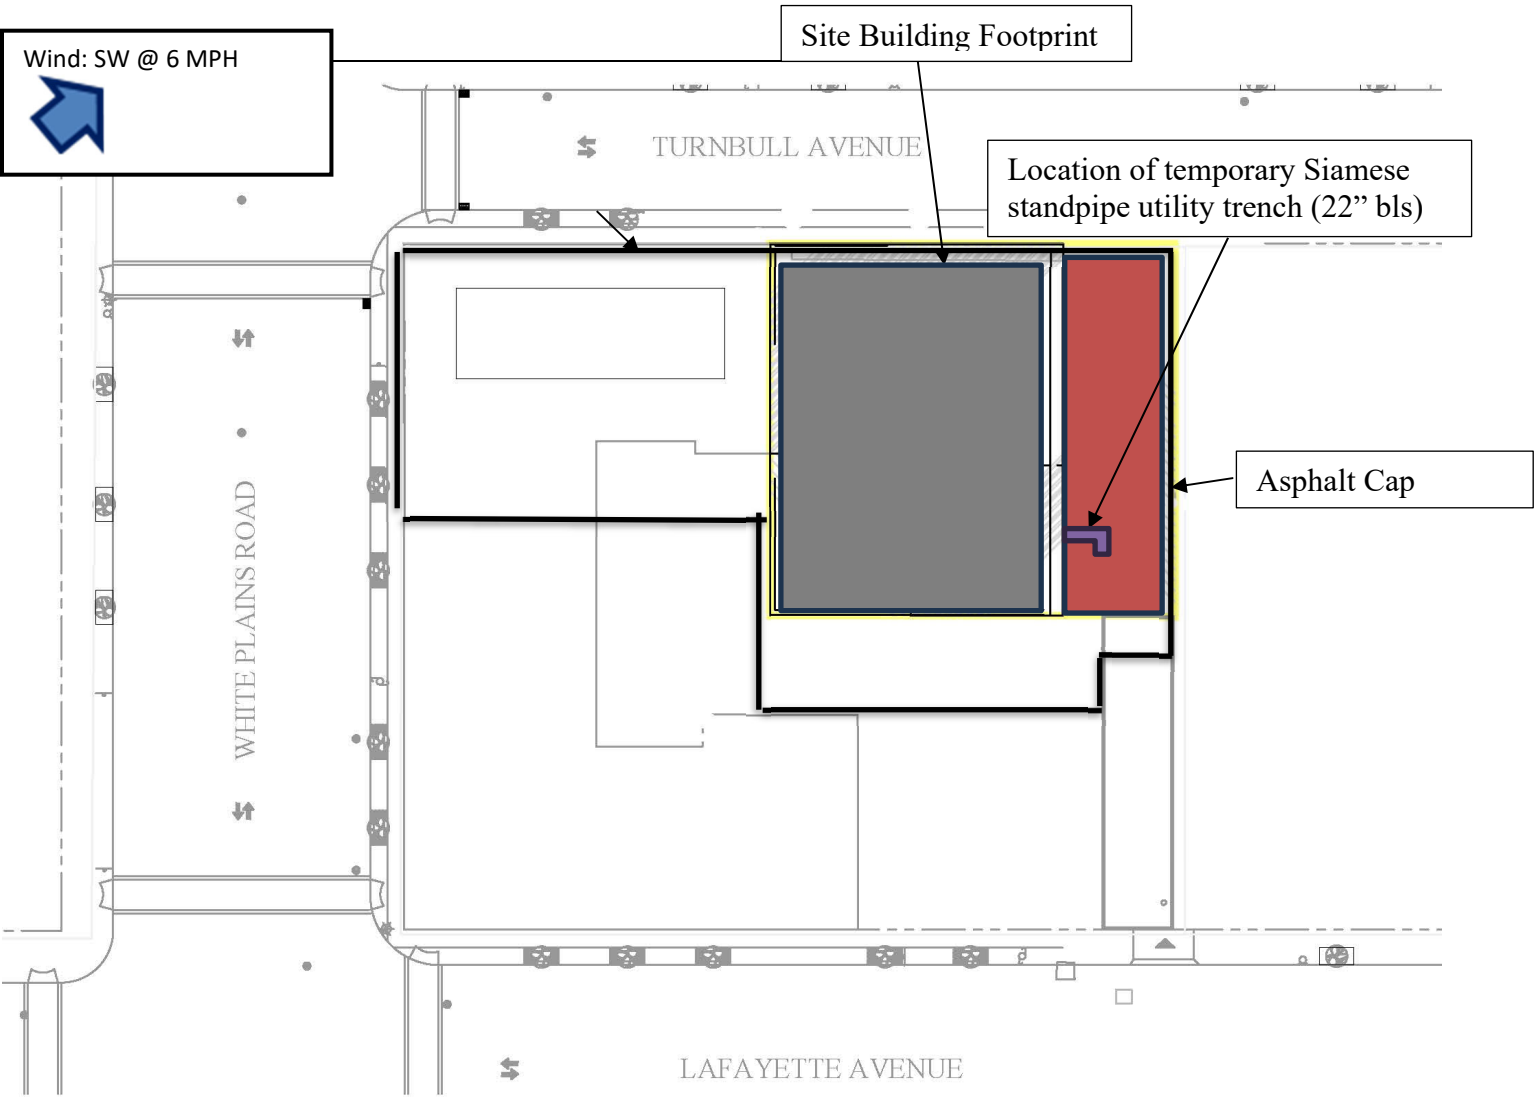 Wind: SW @ 6 MPH
Site Building Footprint
TURNBULL AVENUE
Location of temporary Siamese
standpipe utility trench (22” bls)
Asphalt Cap
WHITE PLAINS ROAD
LAFAYETTE AVENUE